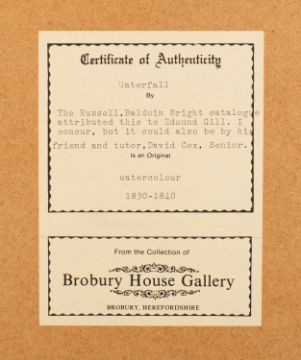 Certificate of Authenticity
Waterfall
By
The Russell,Baldwin Bright catalogue
attributed this to Edmund Gill. I
concur, but it could also be by his
friend and tutor,David Cox, Senior.
Is an Original
watercolour
1830-1840
From the Collection of
Brobury House Gallery
BROBURY, HEREFORDSHIRE